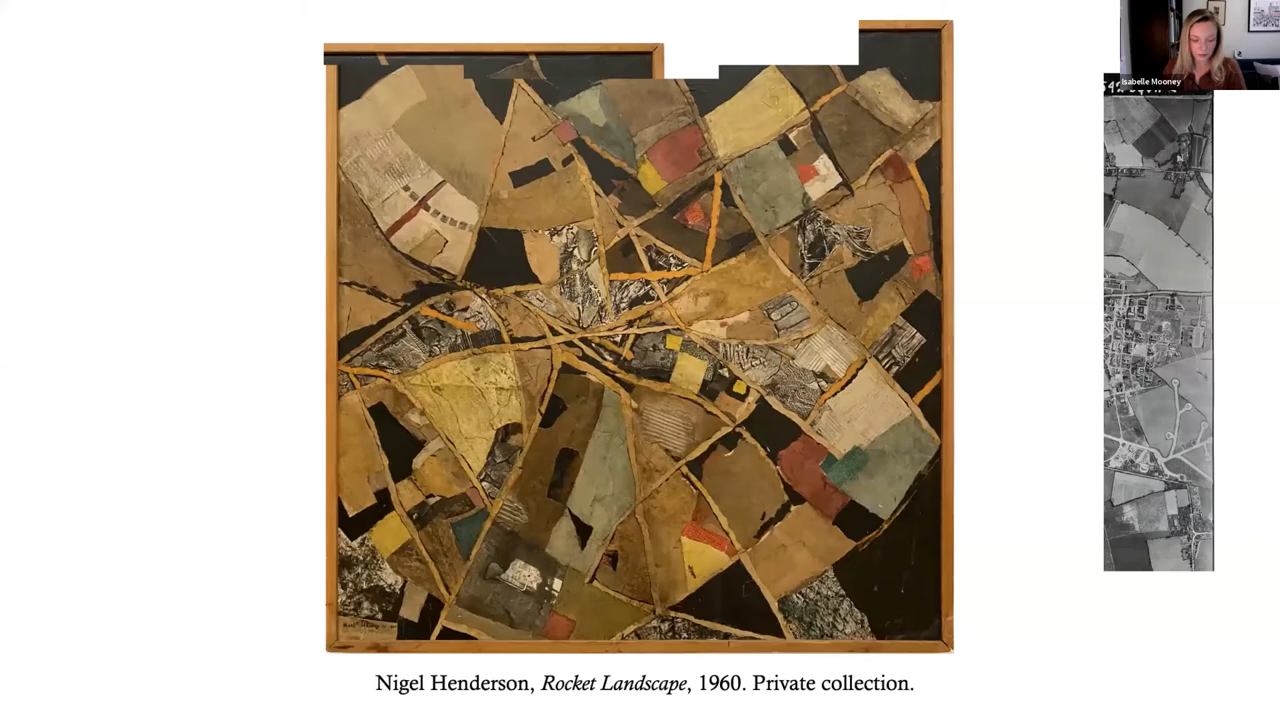 Isabelle Mooney
N
Nigel Henderson, Rocket Landscape, 1960. Private collection.